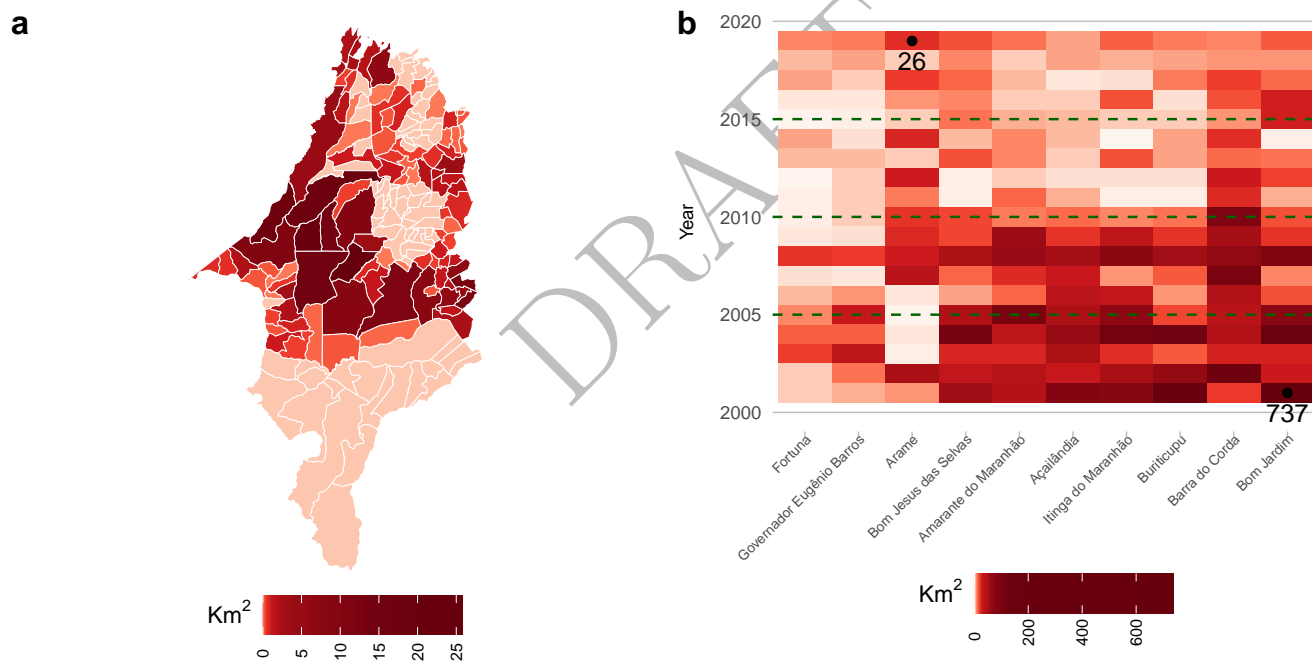 a
Km2
0 5 10 15 20 25
b
DRAFT
Year
2020
2015
2010
2005
2000
26
737
Fortuna
Governador Eugênio Barros
Arame
Bom Jesus das Selvas
Amarante do Maranhão
Açailândia
Itinga do Maranhão
Buriticupu
Barra do Corda
Bom Jardim
Km2
0 200 400 600